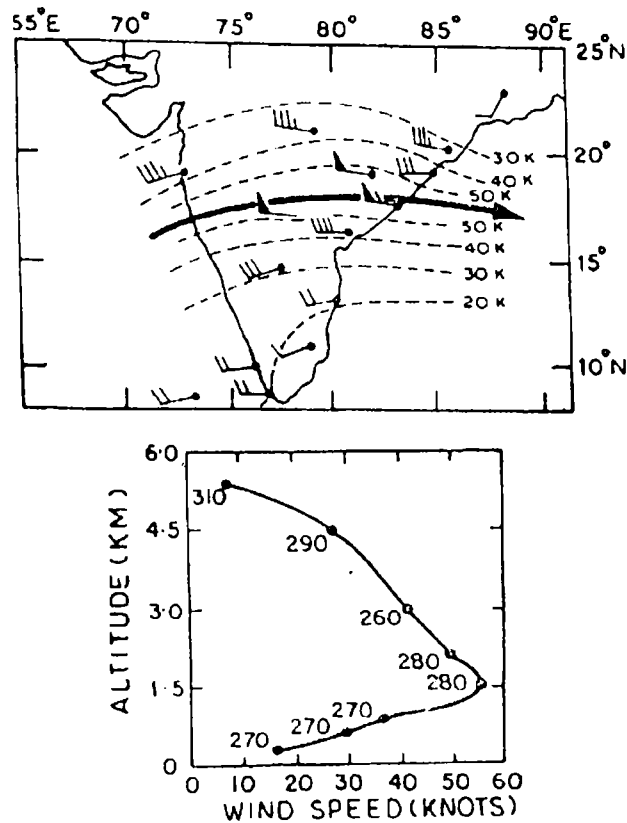 55°E 70° 75° 80° 85° 90°E
25°N
30 K
20°
40 K
50 K
50 K
40 K
15°
30 K
20 K
10°N
6·0
310
4·5
290
ALTITUDE (KM)
3·0
260
280
1·5
280
270
270
270
0
0 10 20 30 40 50 60
WIND SPEED (KNOTS)